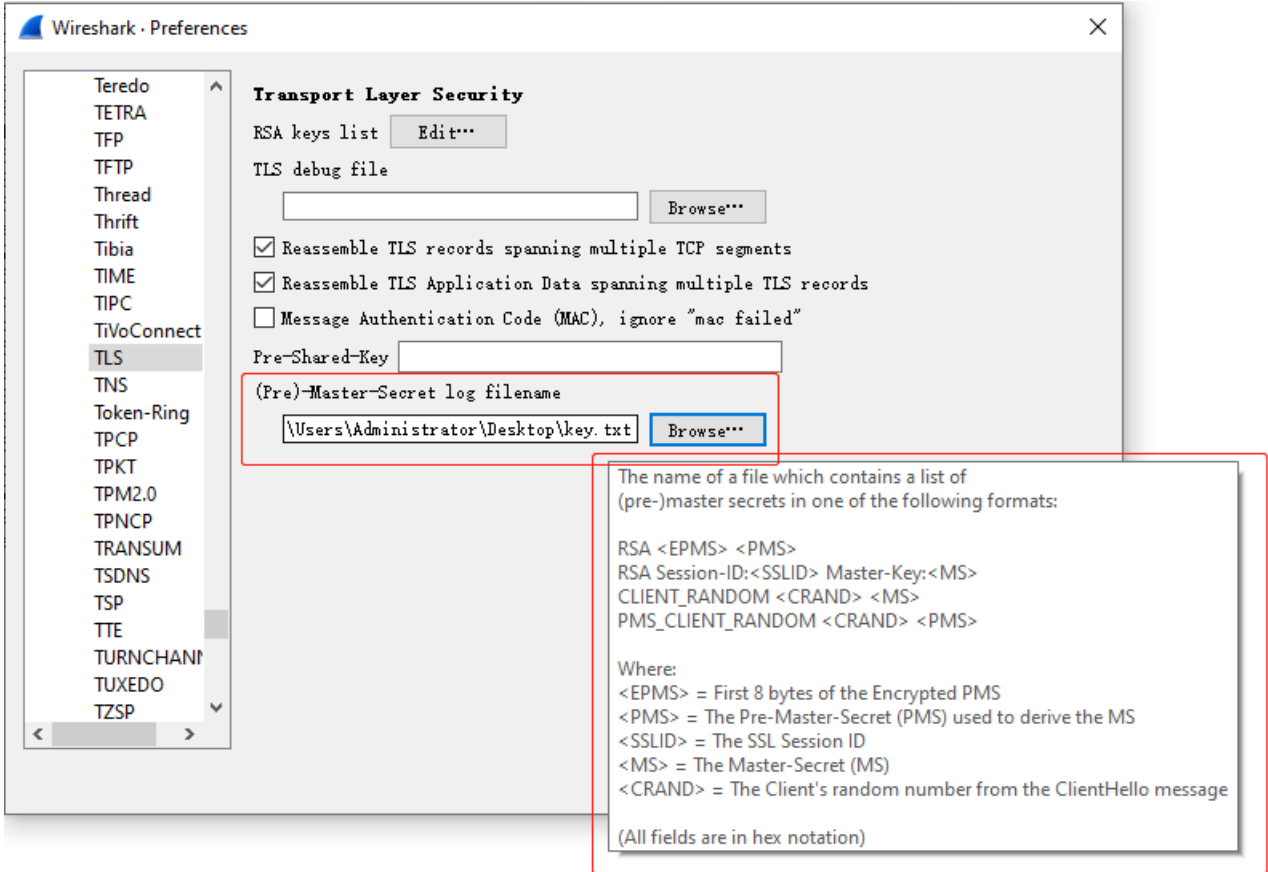 Wireshark · Preferences
Teredo
TETRA
TFP
TFTP
Thread
Thrift
Tibia
TIME
TIPC
TiVoConnect
TLS
TNS
Token-Ring
TPCP
TPKT
TPM2.0
TPNCP
TRANSUM
TSDNS
TSP
TTE
TURNCHANN
TUXEDO
TZSP
Transport Layer Security
RSA keys list Edit…
TLS debug file
Browse…
Reassemble TLS records spanning multiple TCP segments
Reassemble TLS Application Data spanning multiple TLS records
Message Authentication Code (MAC), ignore "mac failed"
Pre-Shared-Key
(Pre)-Master-Secret log filename
\Users\Administrator\Desktop\key.txt Browse…
The name of a file which contains a list of
(pre-)master secrets in one of the following formats:
RSA <EPMS> <PMS>
RSA Session-ID:<SSLID> Master-Key:<MS>
CLIENT_RANDOM <CRAND> <MS>
PMS_CLIENT_RANDOM <CRAND> <PMS>
Where:
<EPMS> = First 8 bytes of the Encrypted PMS
<PMS> = The Pre-Master-Secret (PMS) used to derive the MS
<SSLID> = The SSL Session ID
<MS> = The Master-Secret (MS)
<CRAND> = The Client's random number from the ClientHello message
(All fields are in hex notation)